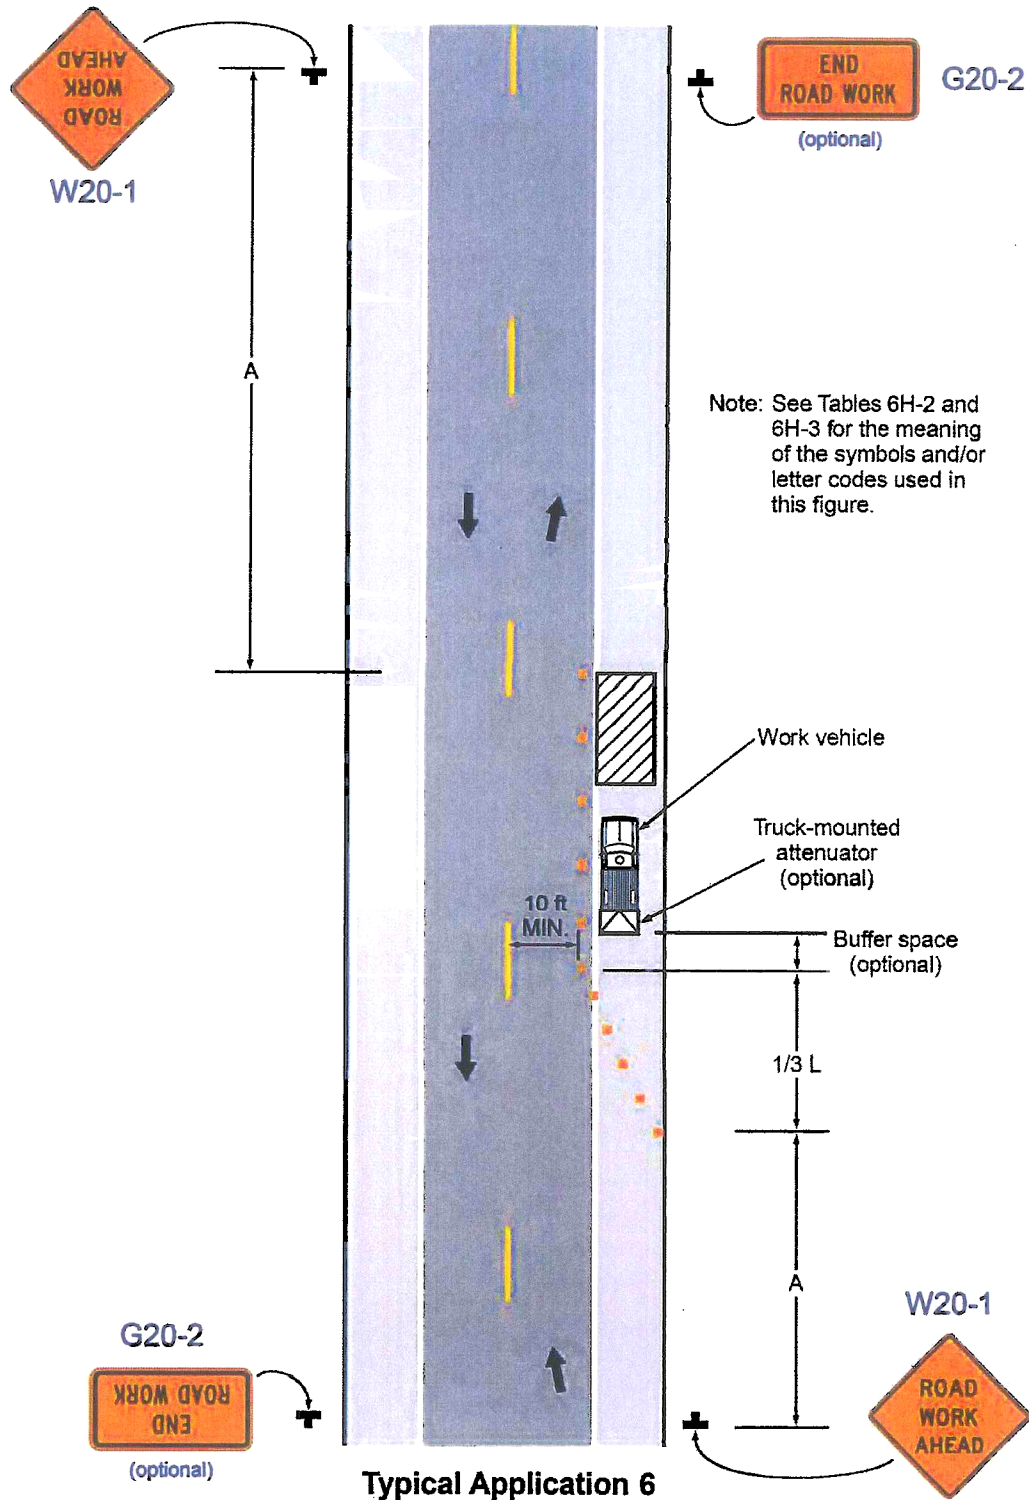 ROAD
WORK
AHEAD
W20-1
END
ROAD WORK
G20-2
(optional)
A
Note: See Tables 6H-2 and
6H-3 for the meaning
of the symbols and/or
letter codes used in
this figure.
Work vehicle
Truck-mounted
attenuator
(optional)
10 ft
MIN.
Buffer space
(optional)
1/3 L
A
W20-1
ROAD
WORK
AHEAD
G20-2
END
ROAD WORK
(optional)
Typical Application 6